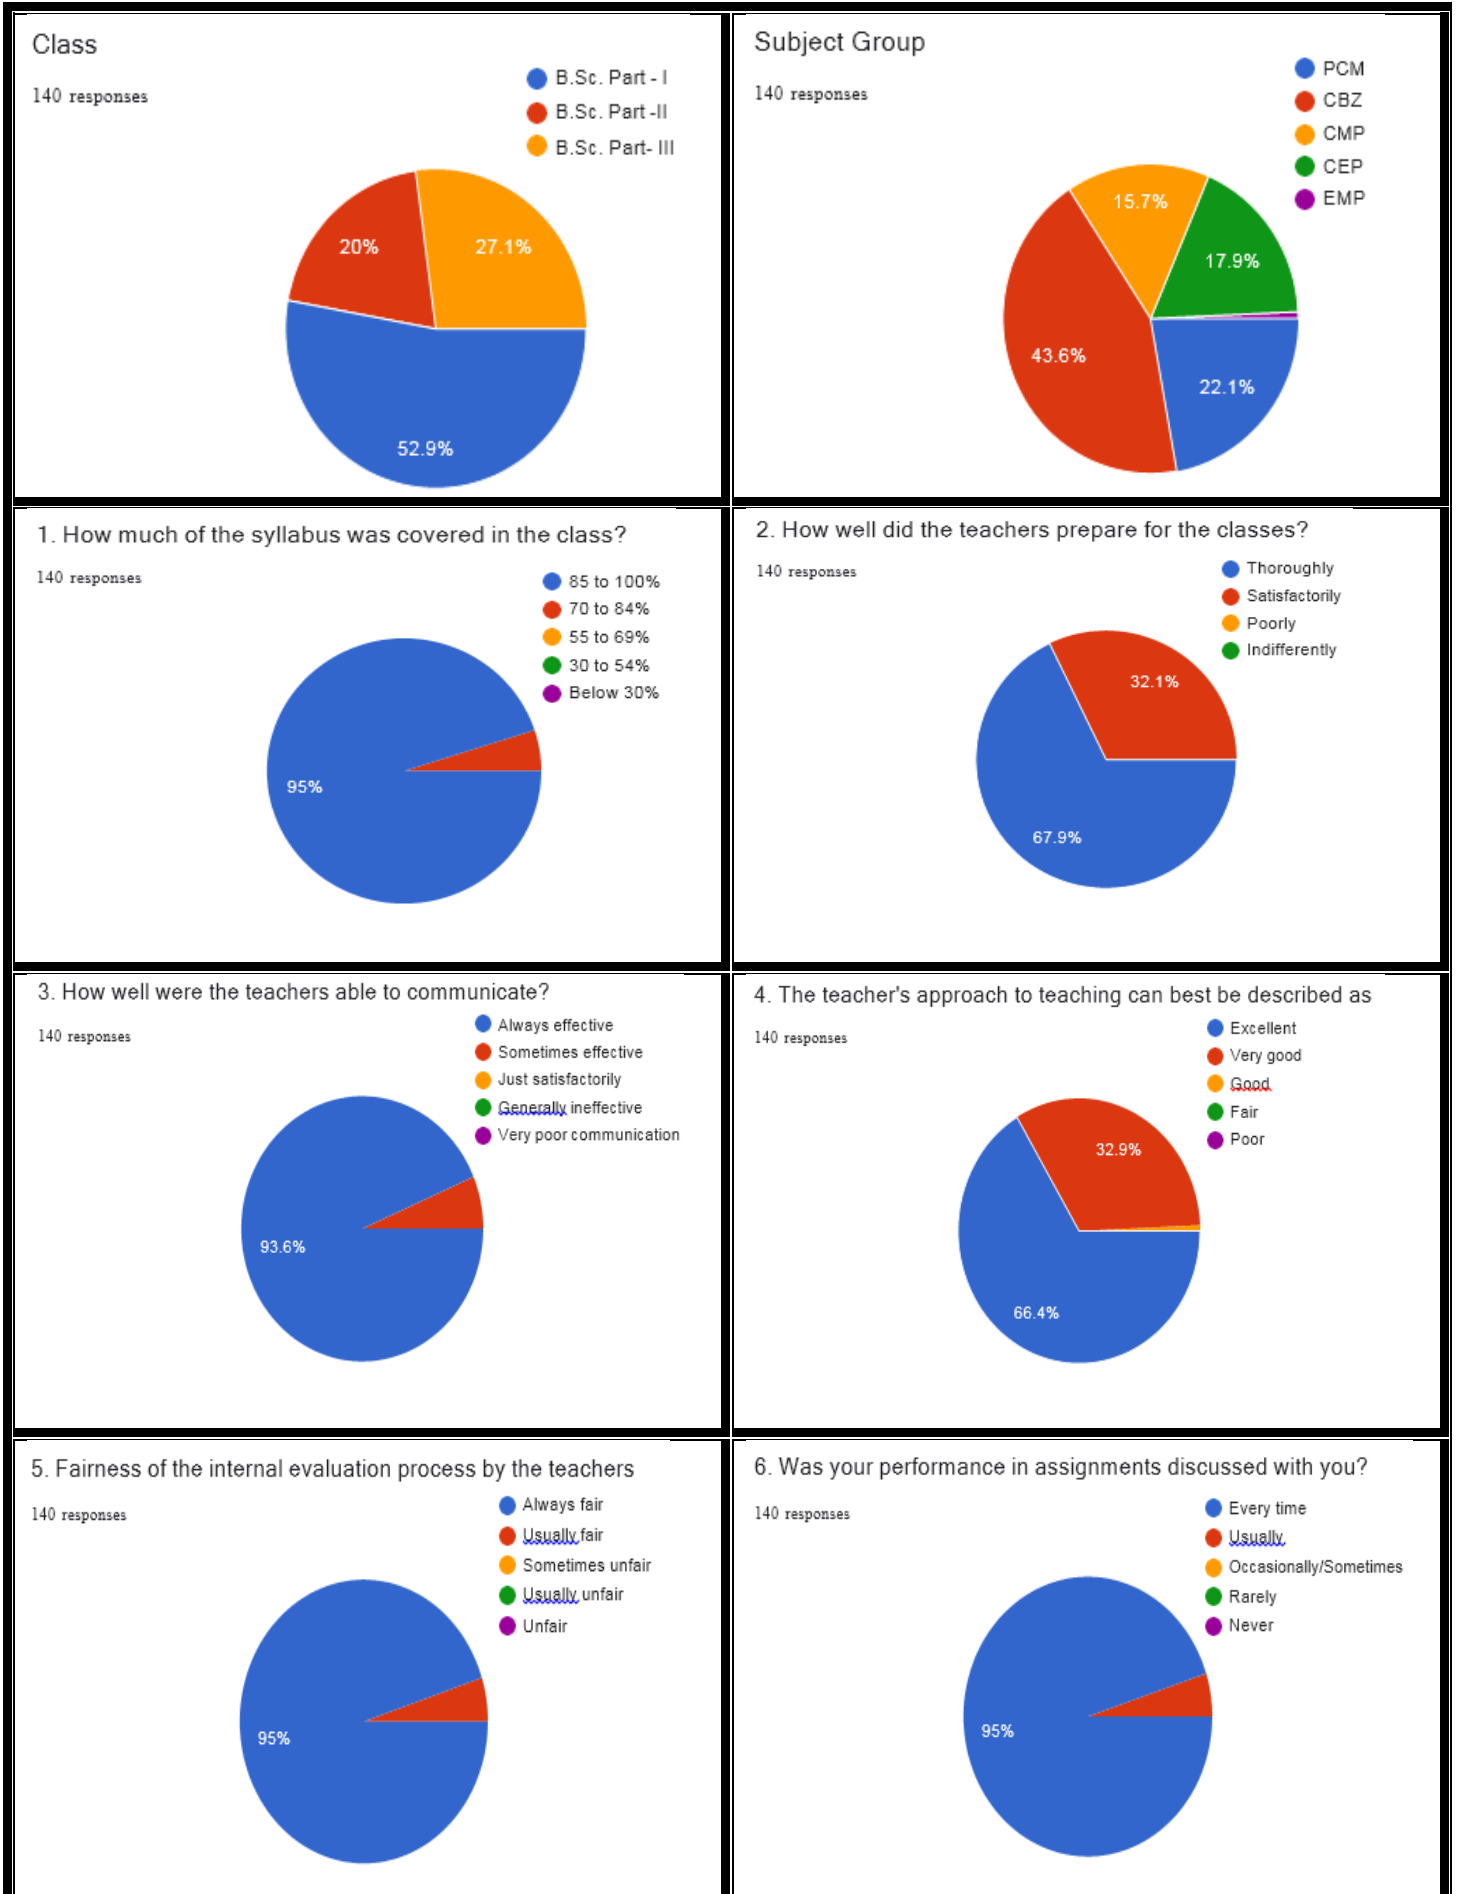 Class
140 responses
B.Sc. Part - I
B.Sc. Part -II
B.Sc. Part- III
20%
27.1%
52.9%
Subject Group
140 responses
PCM
CBZ
CMP
CEP
EMP
15.7%
17.9%
43.6%
22.1%
1. How much of the syllabus was covered in the class?
140 responses
85 to 100%
70 to 84%
55 to 69%
30 to 54%
Below 30%
95%
2. How well did the teachers prepare for the classes?
140 responses
Thoroughly
Satisfactorily
Poorly
Indifferently
32.1%
67.9%
3. How well were the teachers able to communicate?
140 responses
Always effective
Sometimes effective
Just satisfactorily
Generally ineffective
Very poor communication
93.6%
4. The teacher's approach to teaching can best be described as
140 responses
Excellent
Very good
Good
Fair
Poor
32.9%
66.4%
5. Fairness of the internal evaluation process by the teachers
140 responses
Always fair
Usually fair
Sometimes unfair
Usually unfair
Unfair
95%
6. Was your performance in assignments discussed with you?
140 responses
Every time
Usually
Occasionally/Sometimes
Rarely
Never
95%